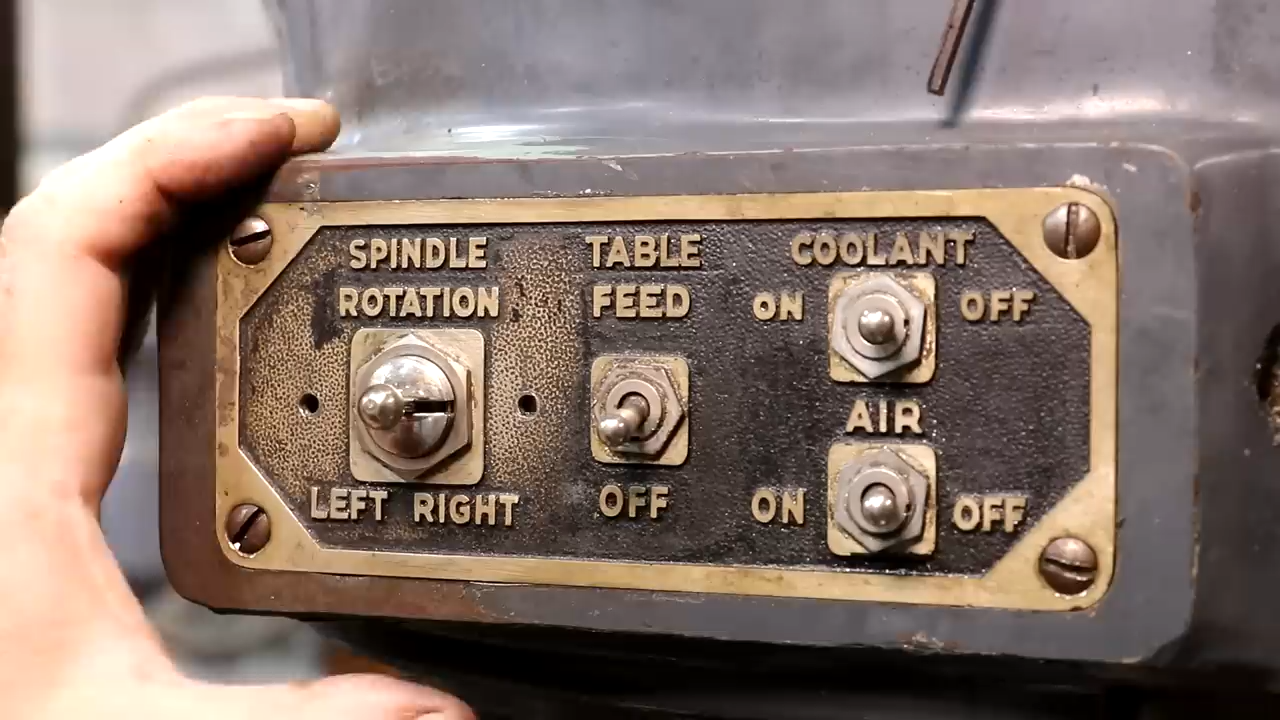 SPINDLE
ROTATION
LEFT RIGHT
TABLE
FEED
OFF
COOLANT
ON OFF
AIR
ON OFF